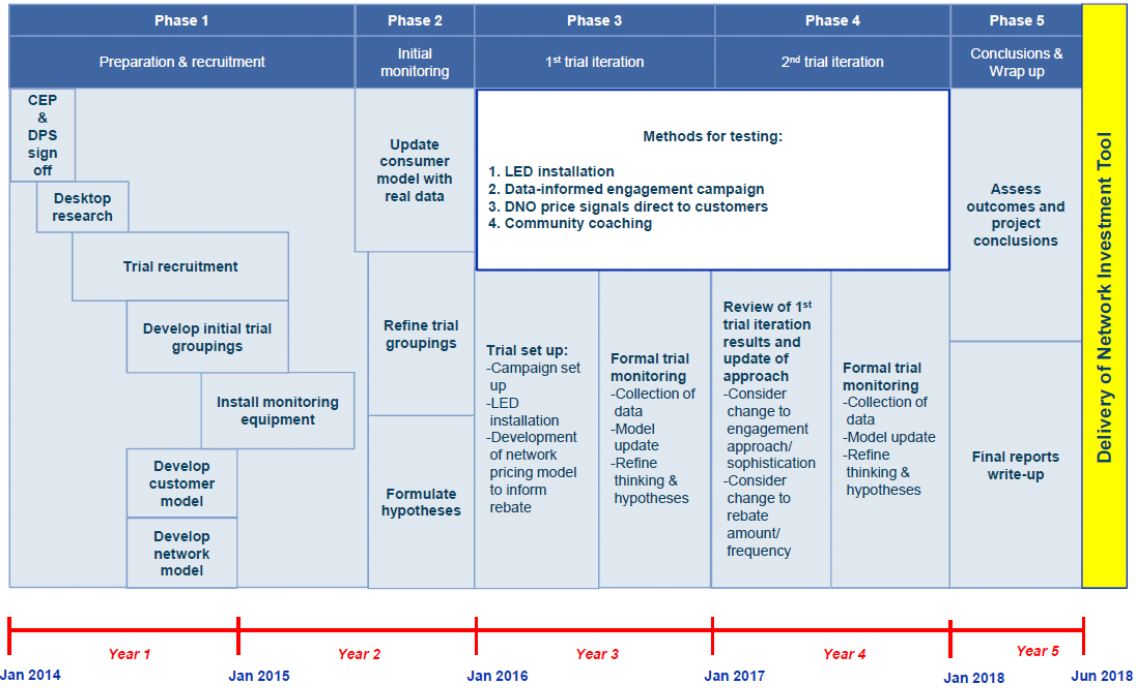 Phase 1
Phase 2
Phase 3
Phase 4
Phase 5
Preparation & recruitment
Initial
monitoring
1st trial iteration
2nd trial iteration
Conclusions &
Wrap up
CEP
&
DPS
sign
off
Desktop
research
Trial recruitment
Develop initial trial
groupings
Install monitoring
equipment
Develop
customer
model
Develop
network
model
Update
consumer
model with
real data
Refine trial
groupings
Formulate
hypotheses
Methods for testing:
1. LED installation
2. Data-informed engagement campaign
3. DNO price signals direct to customers
4. Community coaching
Trial set up:
-Campaign set
up
-LED
installation
-Development
of network
pricing model
to inform
rebate
Formal trial
monitoring
-Collection of
data
-Model
update
-Refine
thinking &
hypotheses
Review of 1st
trial iteration
results and
update of
approach
-Consider
change to
engagement
approach/
sophistication
-Consider
change to
rebate
amount/
frequency
Formal trial
monitoring
-Collection of
data
-Model update
-Refine
thinking &
hypotheses
Assess
outcomes and
project
conclusions
Final reports
write-up
Delivery of Network Investment Tool
Year 1
Year 2
Year 3
Year 4
Year 5
Jan 2014
Jan 2015
Jan 2016
Jan 2017
Jan 2018
Jun 2018